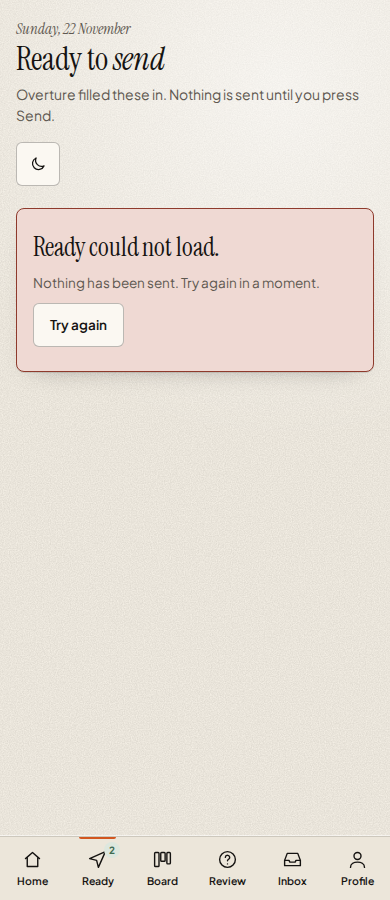 Sunday, 22 November
Ready to send
Overture filled these in. Nothing is sent until you press
Send.
Ready could not load.
Nothing has been sent. Try again in a moment.
Try again
2
Home
Ready
Board
Review
Inbox
Profile